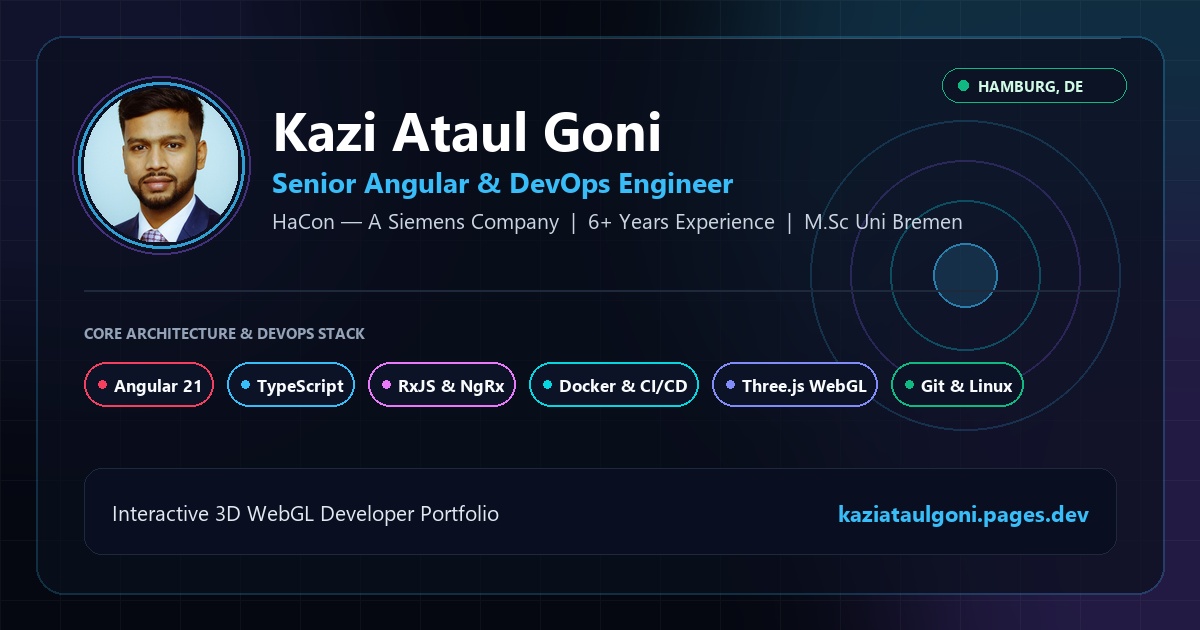 HAMBURG, DE
Kazi Ataul Goni
Senior Angular & DevOps Engineer
HaCon — A Siemens Company | 6+ Years Experience | M.Sc Uni Bremen
CORE ARCHITECTURE & DEVOPS STACK
Angular 21
TypeScript
RxJS & NgRx
Docker & CI/CD
Three.js WebGL
Git & Linux
Interactive 3D WebGL Developer Portfolio
kaziataulgoni.pages.dev